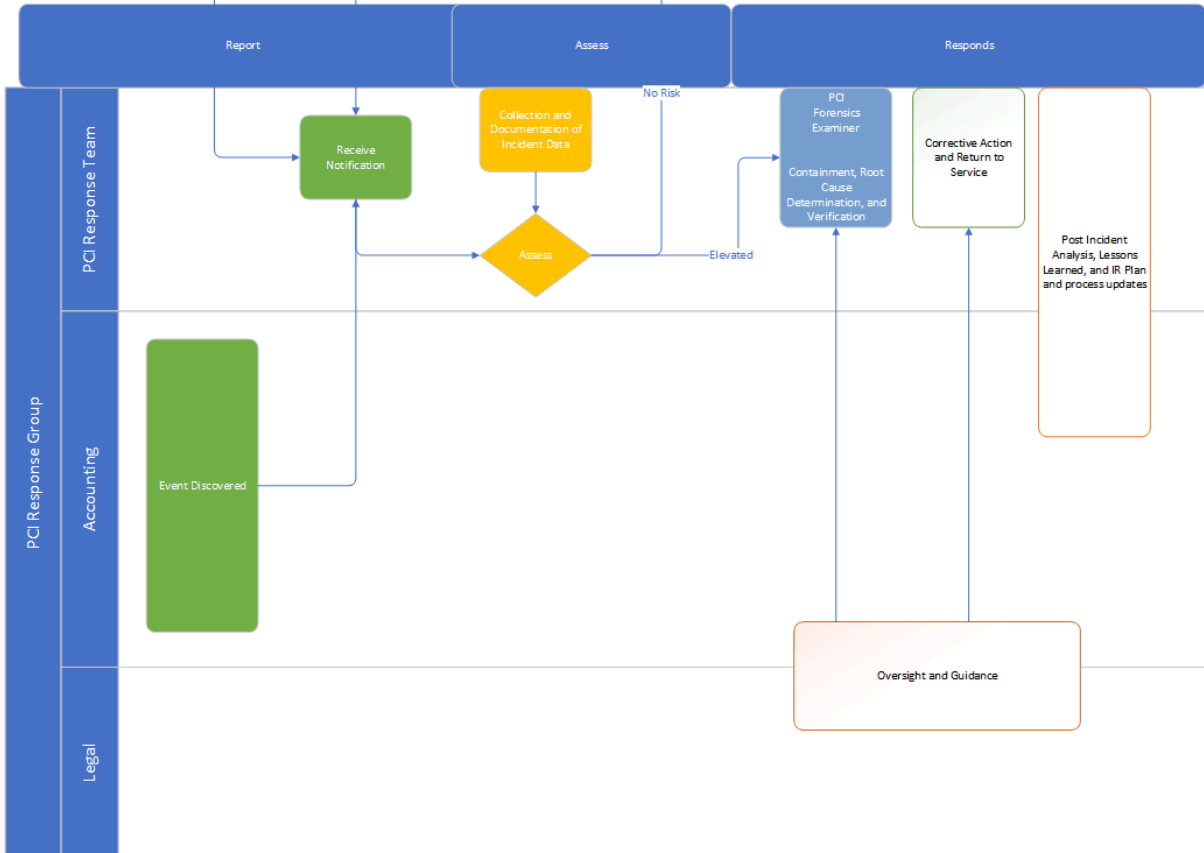 Report
Assess
Responds
No Risk
PCI Response Group
PCI Response Team
Receive
Notification
Collection and
Documentation of
Incident Data
Assess
Elevated
PCI
Forensics
Examiner
Containment, Root
Cause
Determination, and
Verification
Corrective Action
and Return to
Service
Post Incident
Analysis, Lessons
Learned, and IR Plan
and process updates
Accounting
Event Discovered
Oversight and Guidance
Legal